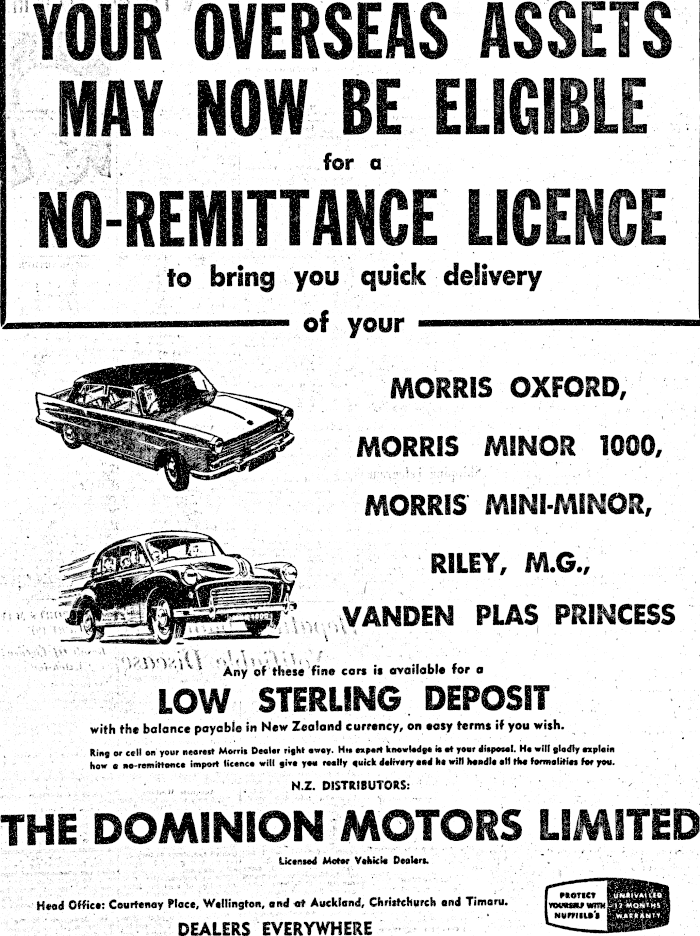 YOUR OVERSEAS ASSETS
MAY NOW BE ELIGIBLE
for a
NO-REMITTANCE LICENCE
to bring you quick delivery
of your
MORRIS OXFORD,
MORRIS MINOR 1000,
MORRIS MINI-MINOR,
RILEY, M.G.,
VANDEN PLAS PRINCESS
Any of these fine cars is available for a
LOW STERLING DEPOSIT
with the balance payable in New Zealand currency, on easy terms if you wish.
Ring or call on your nearest Morris Dealer right away. His expert knowledge is at your disposal. He will gladly explain
how a no-remittance import licence will give you really quick delivery and he will handle all the formalities for you.
N.Z. DISTRIBUTORS:
THE DOMINION MOTORS LIMITED
Licensed Motor Vehicle Dealers.
Head Office: Courtenay Place, Wellington, and at Auckland, Christchurch and Timaru.
DEALERS EVERYWHERE
PROTECT
YOURSELF WITH
NUFFIELD'S
UNRIVALLED
12 MONTHS
WARRANTY